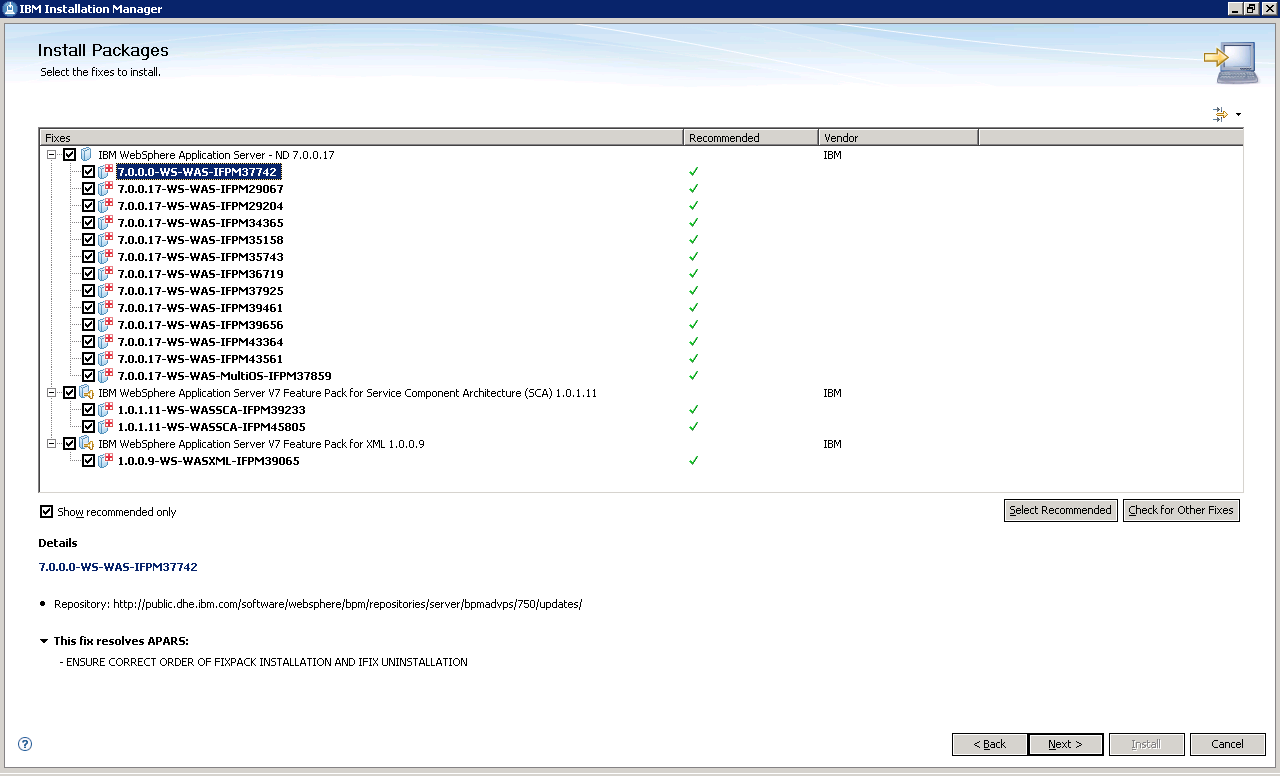 IBM Installation Manager
Install Packages
Select the fixes to install.
Fixes Recommended Vendor
IBM WebSphere Application Server - ND 7.0.0.17 IBM
7.0.0.0-WS-WAS-IFPM37742
7.0.0.17-WS-WAS-IFPM29067
7.0.0.17-WS-WAS-IFPM29204
7.0.0.17-WS-WAS-IFPM34365
7.0.0.17-WS-WAS-IFPM35158
7.0.0.17-WS-WAS-IFPM35743
7.0.0.17-WS-WAS-IFPM36719
7.0.0.17-WS-WAS-IFPM37925
7.0.0.17-WS-WAS-IFPM39461
7.0.0.17-WS-WAS-IFPM39656
7.0.0.17-WS-WAS-IFPM43364
7.0.0.17-WS-WAS-IFPM43561
7.0.0.17-WS-WAS-MultiOS-IFPM37859
IBM WebSphere Application Server V7 Feature Pack for Service Component Architecture (SCA) 1.0.1.11 IBM
1.0.1.11-WS-WASSCA-IFPM39233
1.0.1.11-WS-WASSCA-IFPM45805
IBM WebSphere Application Server V7 Feature Pack for XML 1.0.0.9 IBM
1.0.0.9-WS-WASXML-IFPM39065
Show recommended only Select Recommended Check for Other Fixes
Details
7.0.0.0-WS-WAS-IFPM37742
• Repository: http://public.dhe.ibm.com/software/websphere/bpm/repositories/server/bpmadvps/750/updates/
This fix resolves APARS:
- ENSURE CORRECT ORDER OF FIXPACK INSTALLATION AND IFIX UNINSTALLATION
? < Back Next > Install Cancel